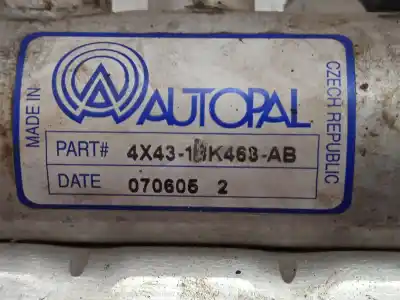 MADE IN
AUTOPAL
CZECH REPUBLIC
PART#
DATE 070605 2